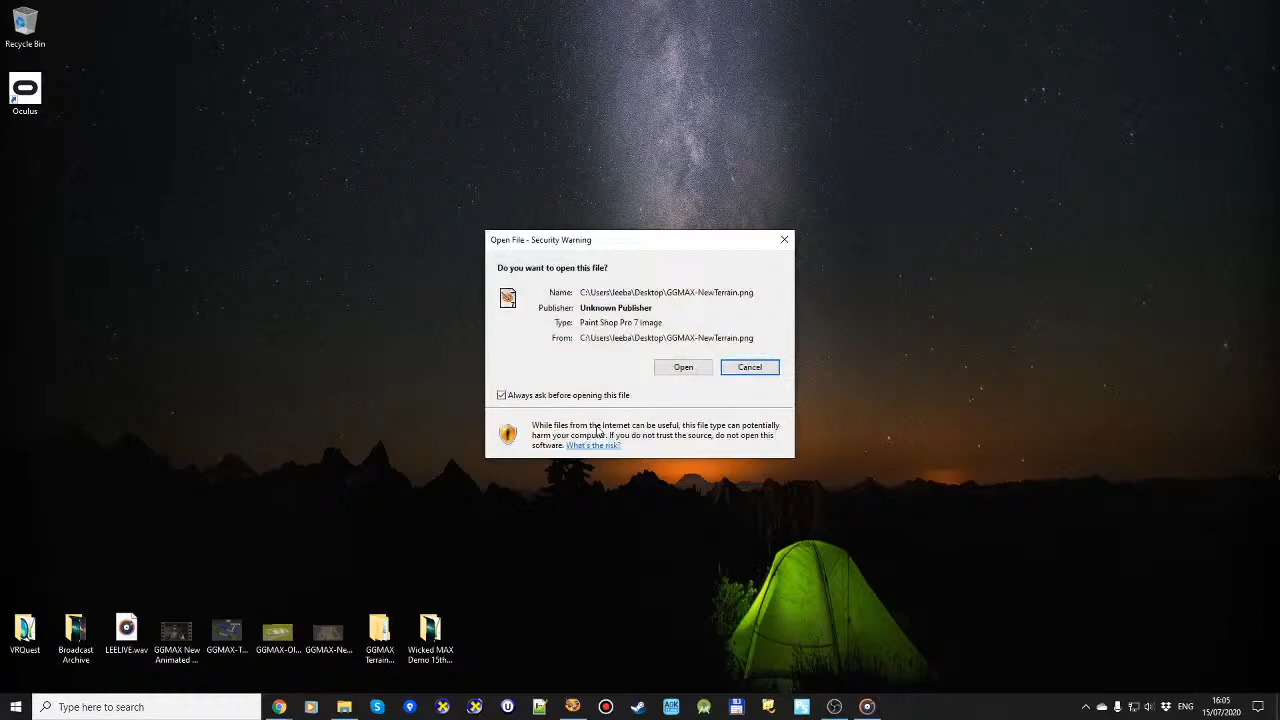 Recycle Bin
Oculus
Open File - Security Warning
Do you want to open this file?
Name: C:\Users\leeba\Desktop\GGMAX-NewTerrain.png
Publisher: Unknown Publisher
Type: Paint Shop Pro 7 Image
From: C:\Users\leeba\Desktop\GGMAX-NewTerrain.png
Open Cancel
Always ask before opening this file
While files from the Internet can be useful, this file type can potentially
harm your computer. If you do not trust the source, do not open this
software. What's the risk?
VRQuest
Broadcast
Archive
LEELIVE.wav
GGMAX New
Animated ...
GGMAX-T...
GGMAX-Ol...
GGMAX-Ne...
GGMAX
Terrain...
Wicked MAX
Demo 15th...
Type here to search
ENG
16:05
15/07/2020